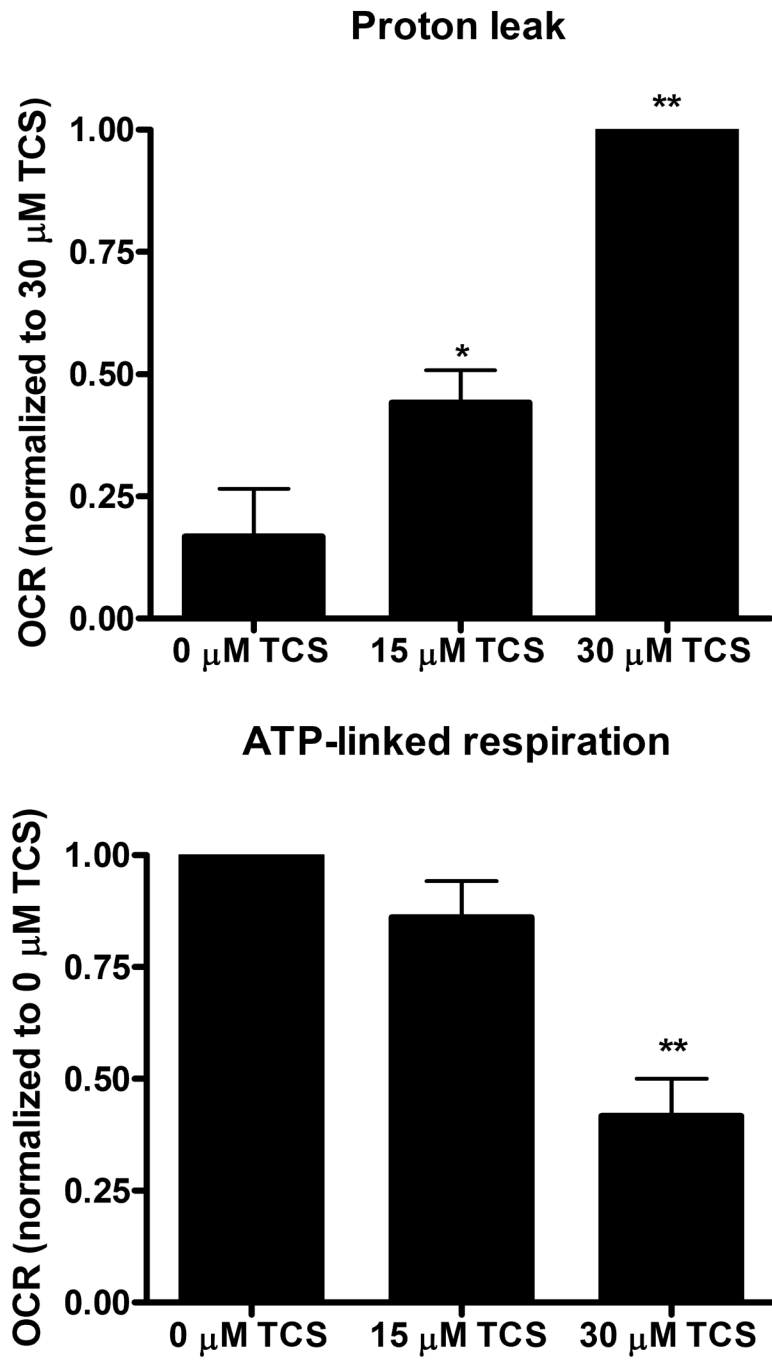 Proton leak
OCR (normalized to 30 μM TCS)
**
1.00
0.75
*
0.50
0.25
0.00
0 μM TCS 15 μM TCS 30 μM TCS
ATP-linked respiration
OCR (normalized to 0 μM TCS)
1.00
0.75
**
0.50
0.25
0.00
0 μM TCS 15 μM TCS 30 μM TCS